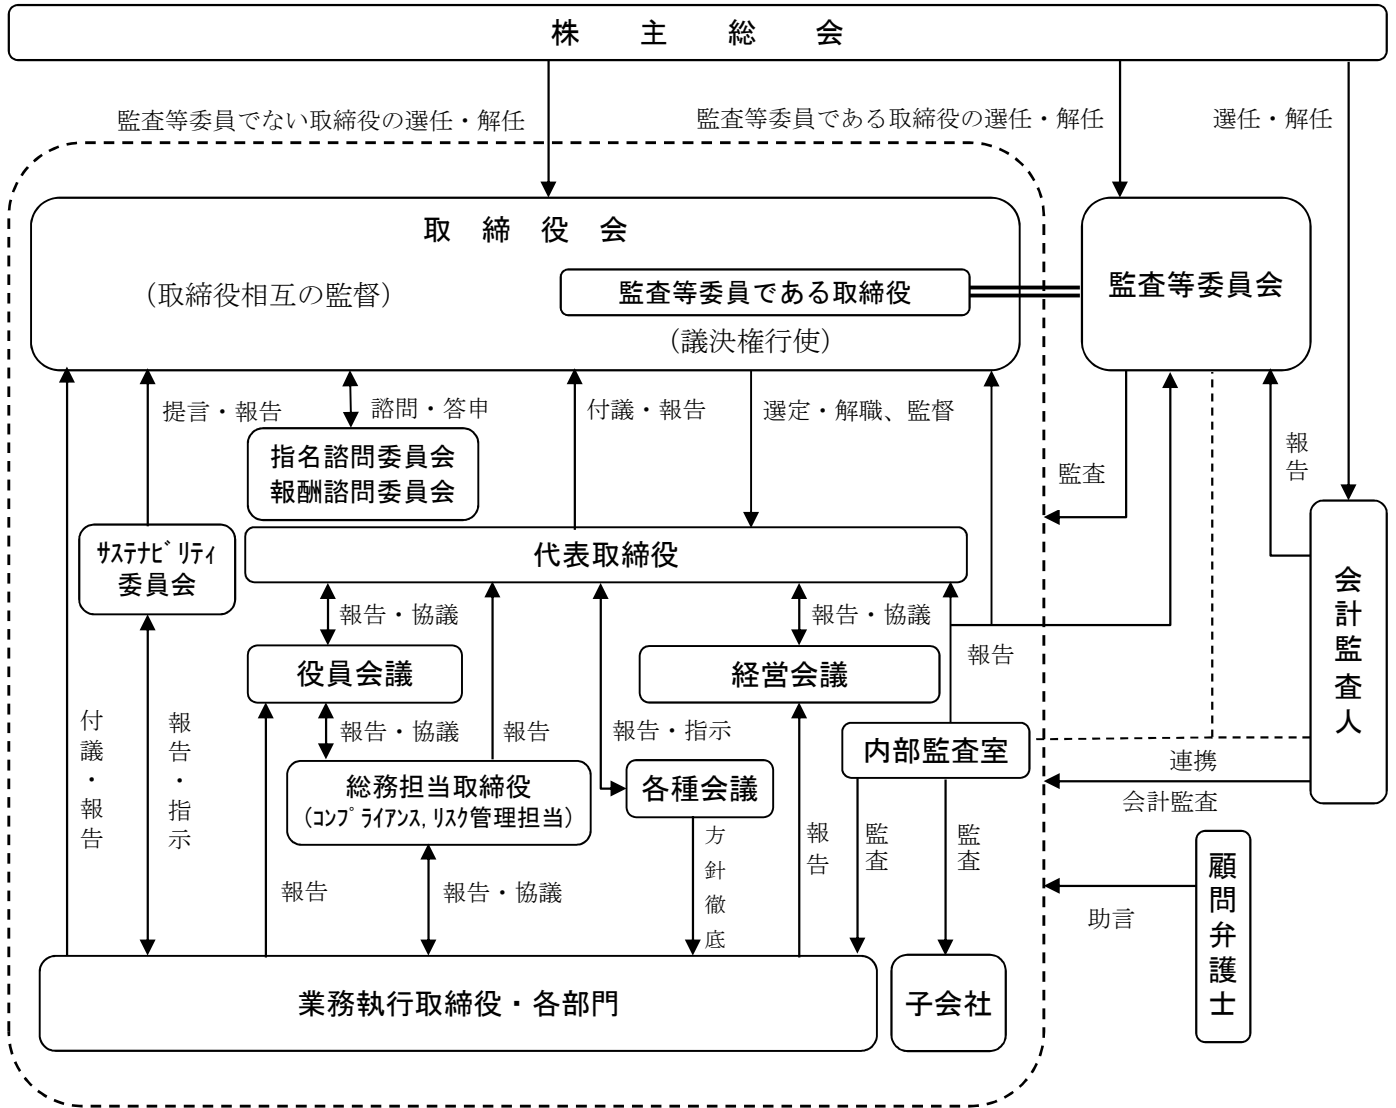 株主総会
監査等委員でない取締役の選任・解任
監査等委員である取締役の選任・解任
選任・解任
取締役会
(取締役相互の監督)
監査等委員である取締役
(議決権行使)
監査等委員会
提言・報告
諮問・答申
付議・報告
選定・解職、監督
監査
報告
指名諮問委員会
報酬諮問委員会
ｻｽﾃﾅﾋﾞﾘﾃｨ
委員会
代表取締役
会計監査人
報告・協議
報告・協議
報告
役員会議
経営会議
付議・報告
報告・指示
報告・協議
報告
報告・指示
内部監査室
連携
会計監査
総務担当取締役
(ｺﾝﾌﾟﾗｲｱﾝｽ,ﾘｽｸ管理担当)
各種会議
方針徹底
報告
監査
監査
顧問弁護士
報告
報告・協議
助言
業務執行取締役・各部門
子会社